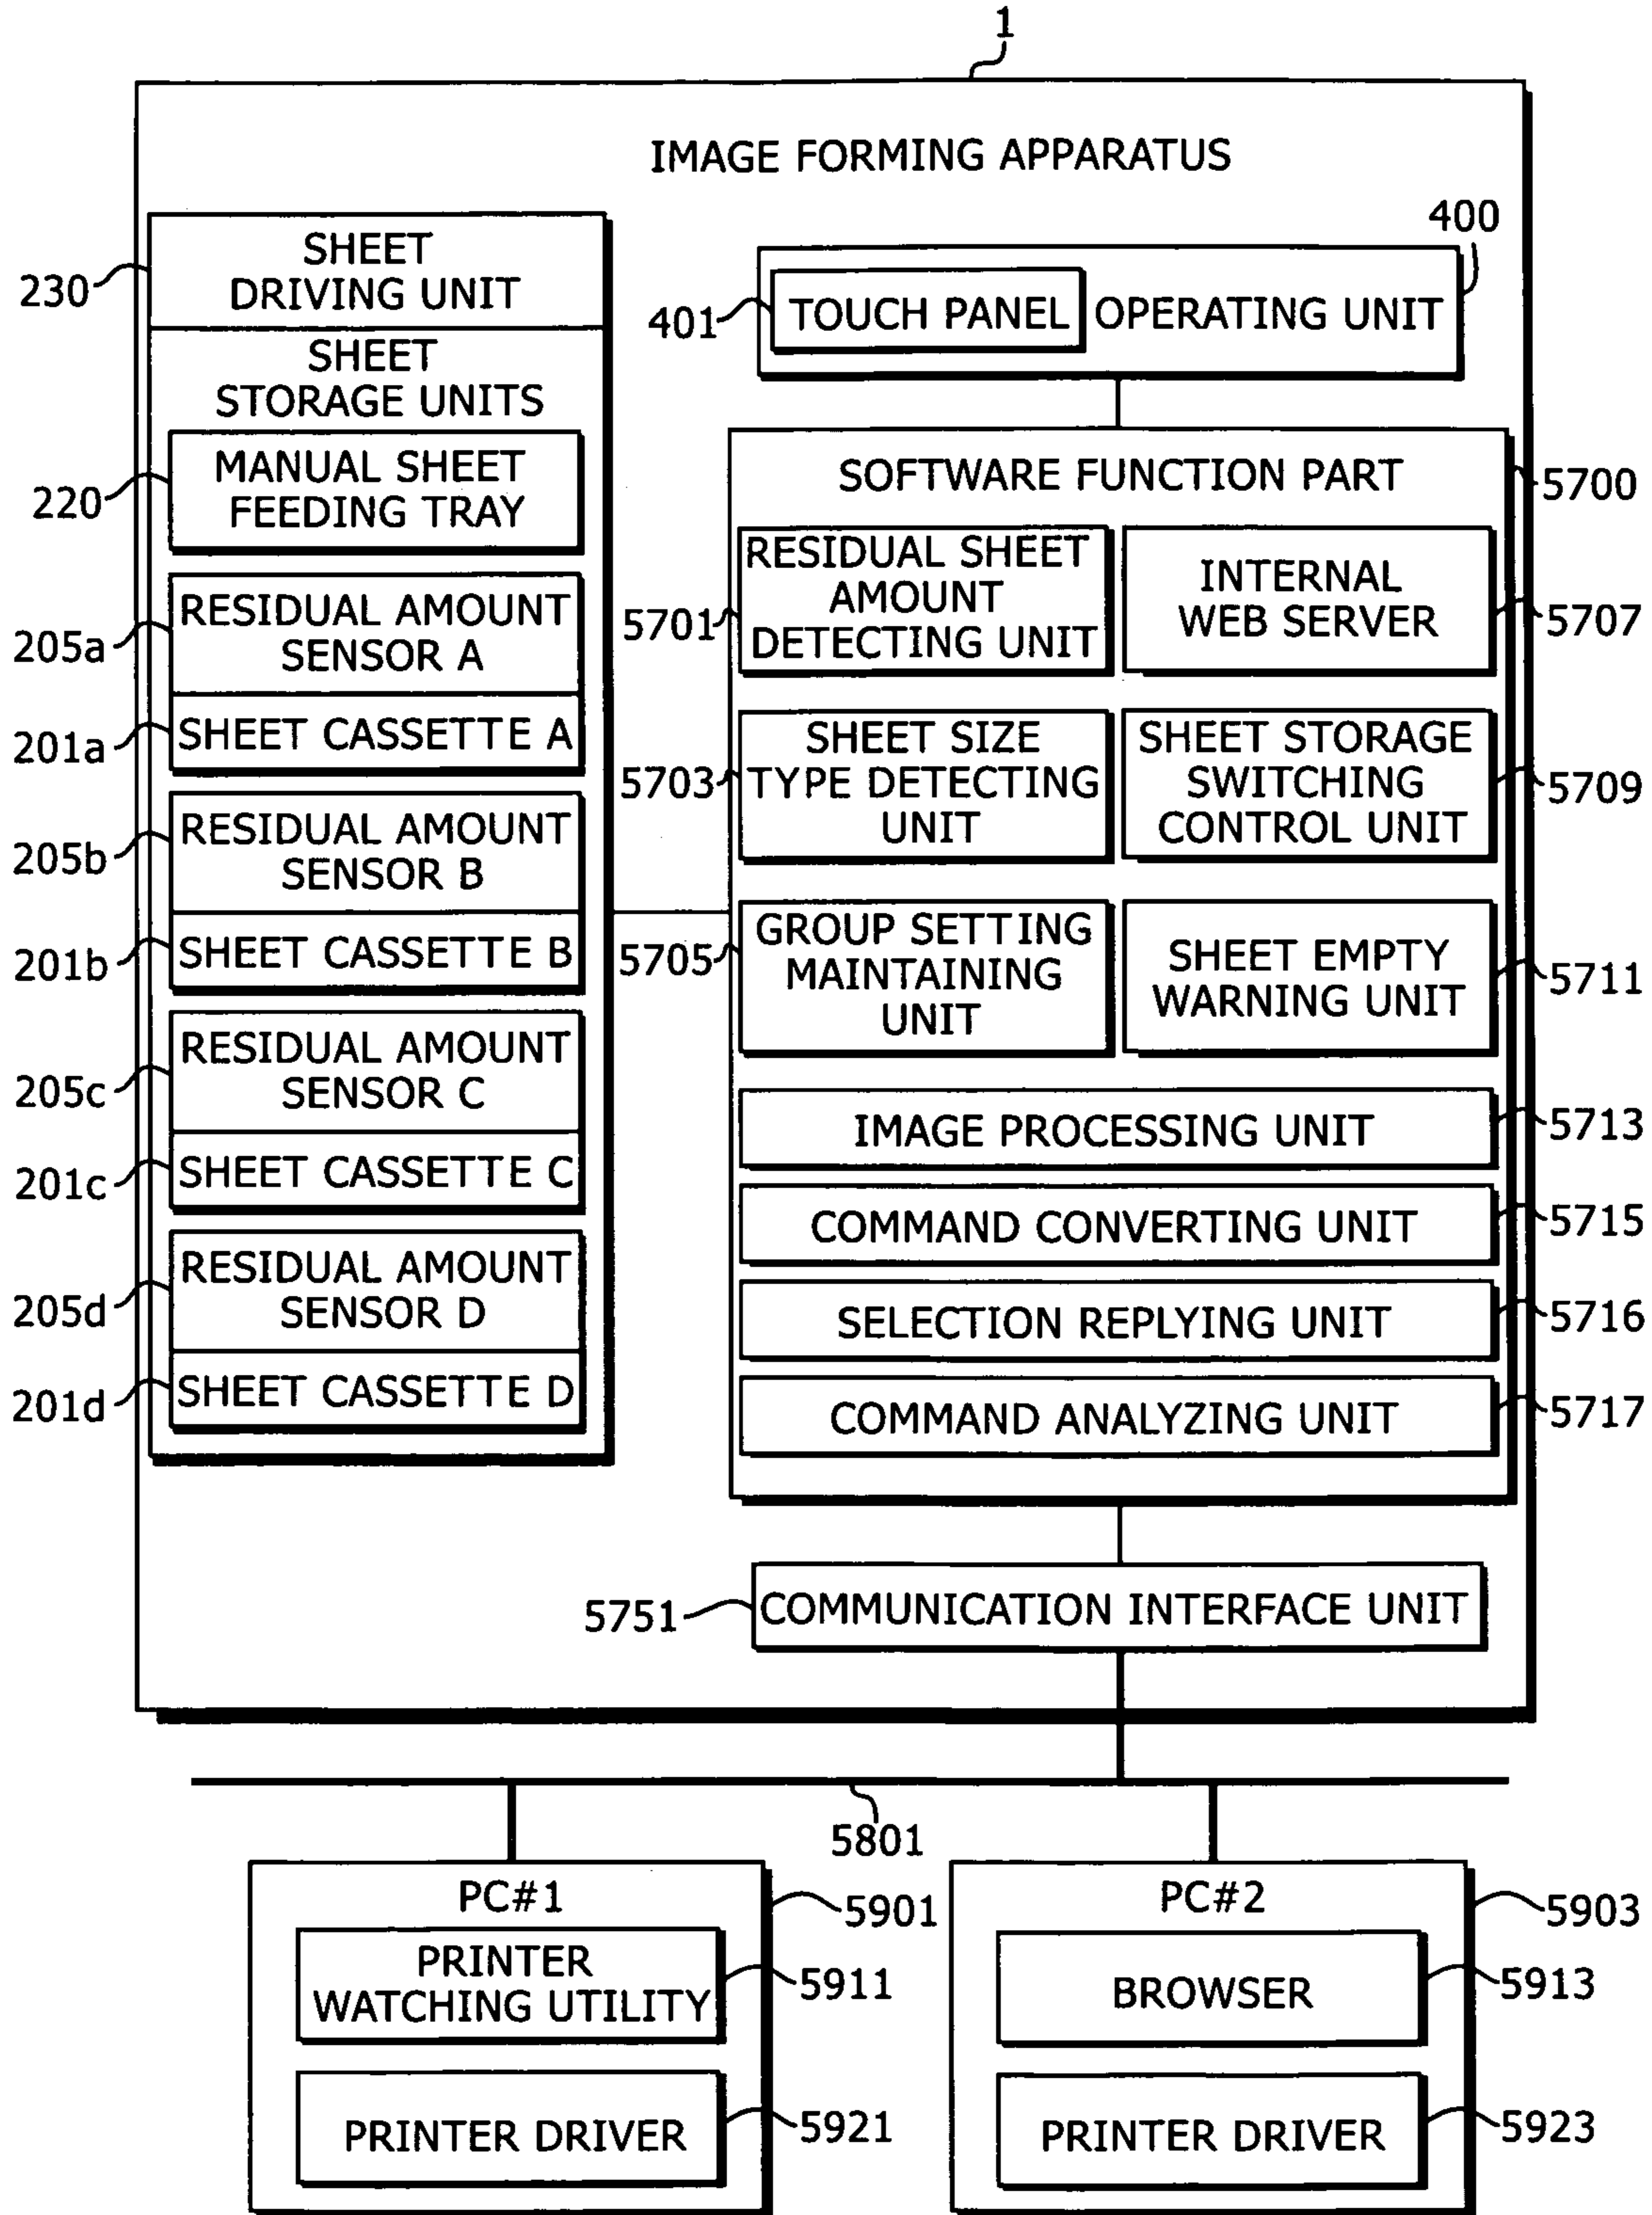 1
IMAGE FORMING APPARATUS
230
SHEET
DRIVING UNIT
SHEET
STORAGE UNITS
220
MANUAL SHEET
FEEDING TRAY
205a
RESIDUAL AMOUNT
SENSOR A
201a
SHEET CASSETTE A
205b
RESIDUAL AMOUNT
SENSOR B
201b
SHEET CASSETTE B
205c
RESIDUAL AMOUNT
SENSOR C
201c
SHEET CASSETTE C
205d
RESIDUAL AMOUNT
SENSOR D
201d
SHEET CASSETTE D
400
401
TOUCH PANEL
OPERATING UNIT
SOFTWARE FUNCTION PART
5700
5701
RESIDUAL SHEET
AMOUNT
DETECTING UNIT
INTERNAL
WEB SERVER
5707
5703
SHEET SIZE
TYPE DETECTING
UNIT
SHEET STORAGE
SWITCHING
CONTROL UNIT
5709
5705
GROUP SETTING
MAINTAINING
UNIT
SHEET EMPTY
WARNING UNIT
5711
IMAGE PROCESSING UNIT
5713
COMMAND CONVERTING UNIT
5715
SELECTION REPLYING UNIT
5716
COMMAND ANALYZING UNIT
5717
5751
COMMUNICATION INTERFACE UNIT
5801
PC#1
5901
PRINTER
WATCHING UTILITY
5911
PRINTER DRIVER
5921
PC#2
5903
BROWSER
5913
PRINTER DRIVER
5923